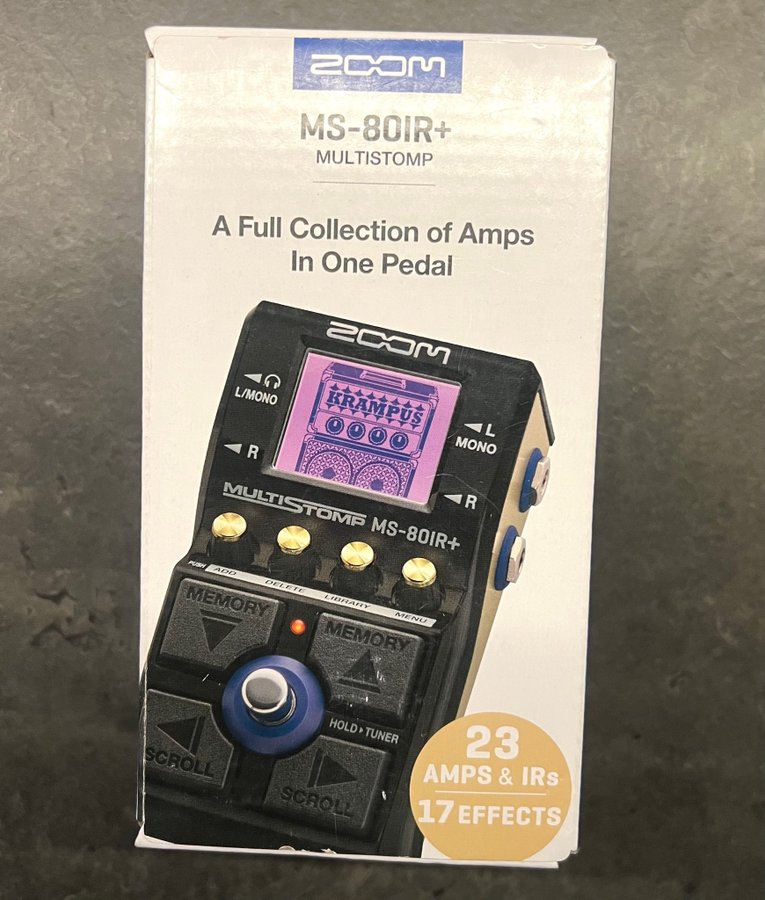 ZOOM
MS-80IR+
MULTISTOMP
A Full Collection of Amps
In One Pedal
ZOOM
L/MONO
KRAMPUS
L
MONO
R
R
MULTISTOMP MS-80IR+
PUSH ADD DELETE LIBRARY MENU
MEMORY
MEMORY
HOLD▸TUNER
SCROLL
SCROLL
23
AMPS & IRs
17 EFFECTS